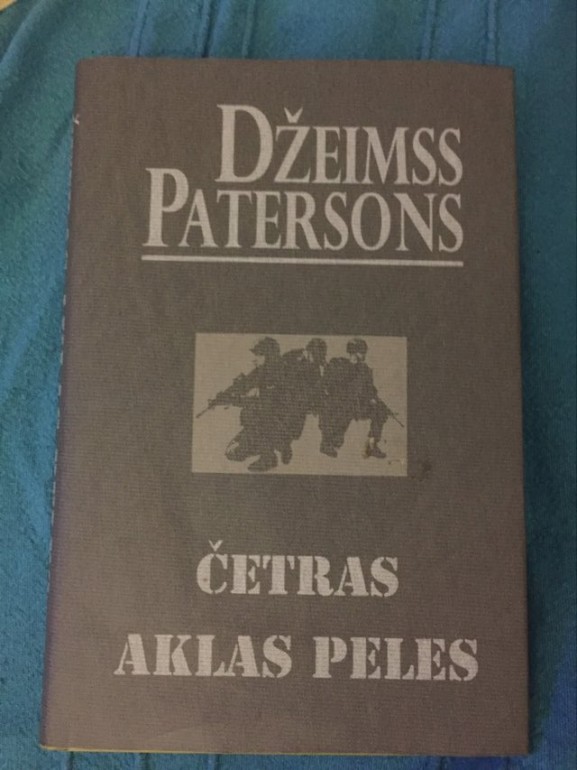 DŽEIMSS
PATERSONS
ČETRAS
AKLAS PELES